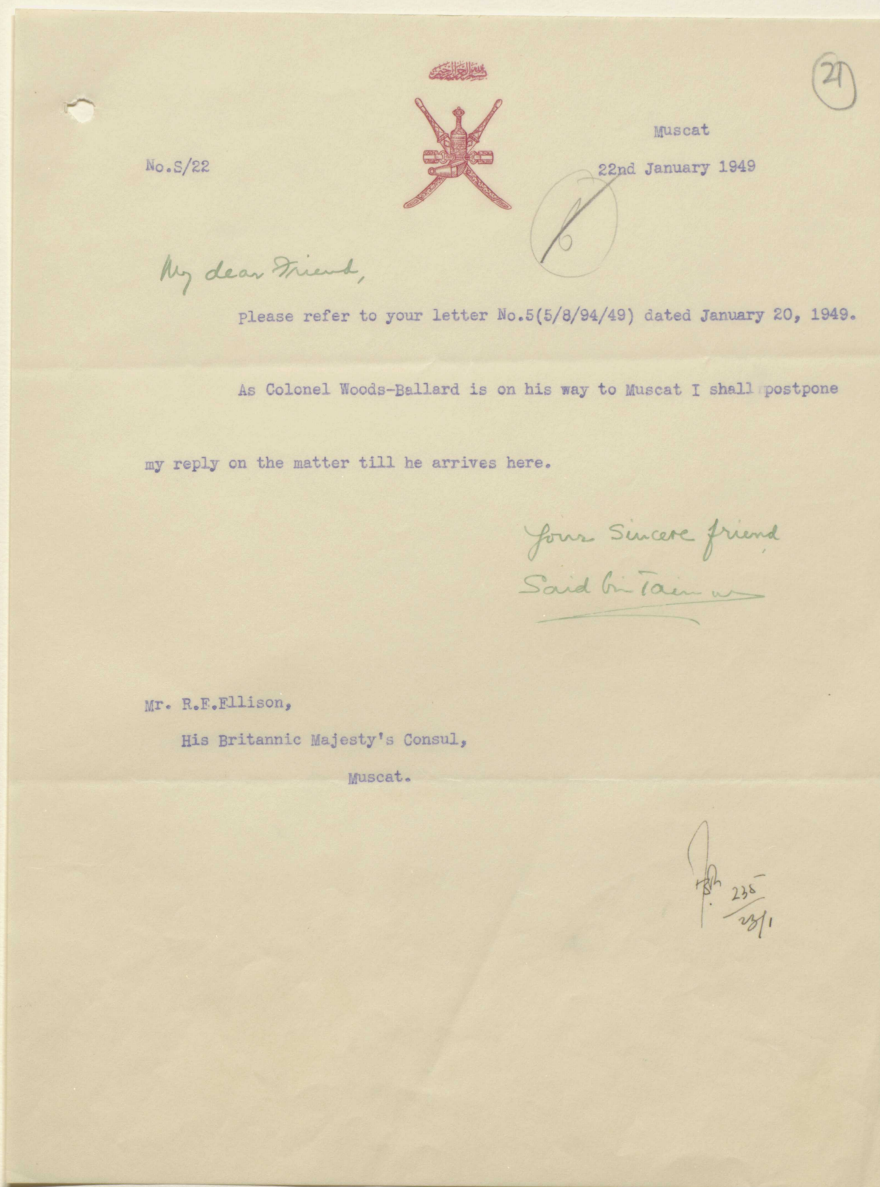 21
Muscat
No.S/22
22nd January 1949
6
My dear Friend,
Please refer to your letter No.5(5/8/94/49) dated January 20, 1949.
As Colonel Woods-Ballard is on his way to Muscat I shall postpone
my reply on the matter till he arrives here.
Your Sincere friend
Said bin Taimur
Mr. R.E.Ellison,
His Britannic Majesty's Consul,
Muscat.
235
23/1